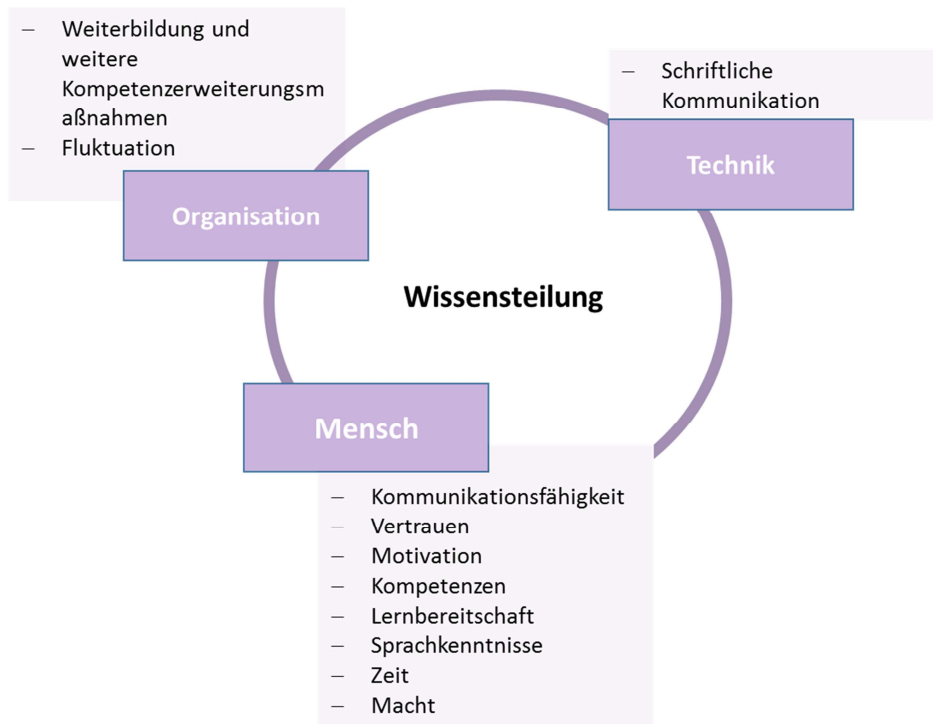 – Weiterbildung und
weitere
Kompetenzerweiterungsm
aßnahmen
– Fluktuation
Organisation
– Schriftliche
Kommunikation
Technik
Wissensteilung
Mensch
– Kommunikationsfähigkeit
– Vertrauen
– Motivation
– Kompetenzen
– Lernbereitschaft
– Sprachkenntnisse
– Zeit
– Macht